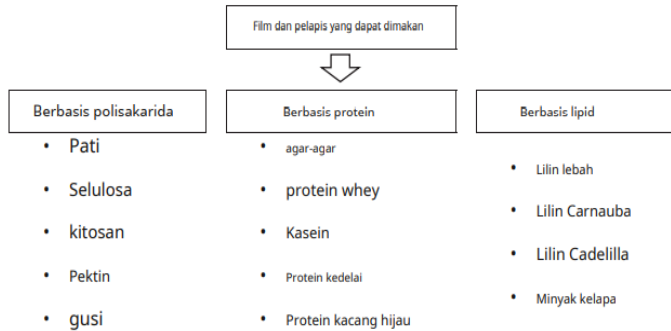 Film dan pelapis yang dapat dimakan
Berbasis polisakarida
• Pati
• Selulosa
• kitosan
• Pektin
• gusi
Berbasis protein
• agar-agar
• protein whey
• Kasein
• Protein kedelai
• Protein kacang hijau
Berbasis lipid
• Lilin lebah
• Lilin Carnauba
• Lilin Cadelilla
• Minyak kelapa